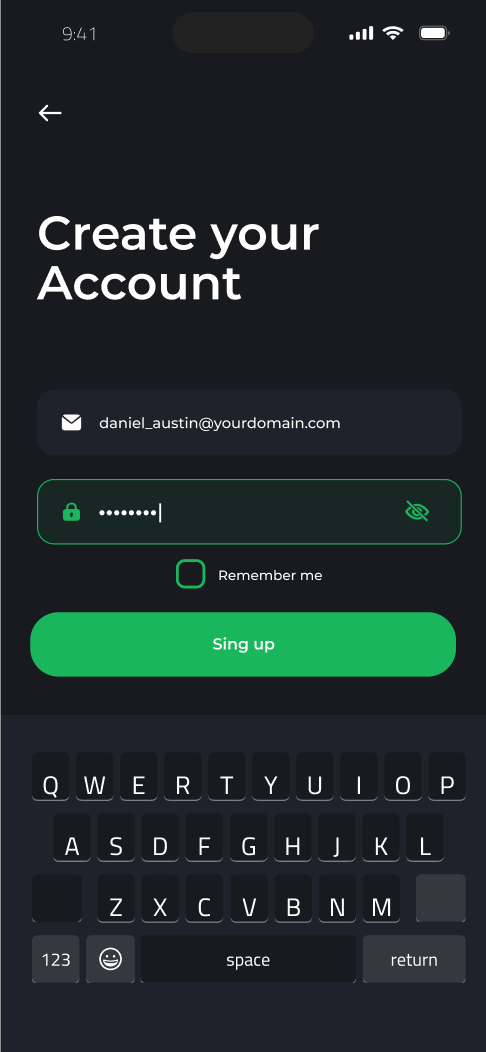 9:41
Create your
Account
daniel_austin@yourdomain.com
••••••••
Remember me
Sing up
Q W E R T Y U I O P
A S D F G H J K L
Z X C V B N M
123 space return